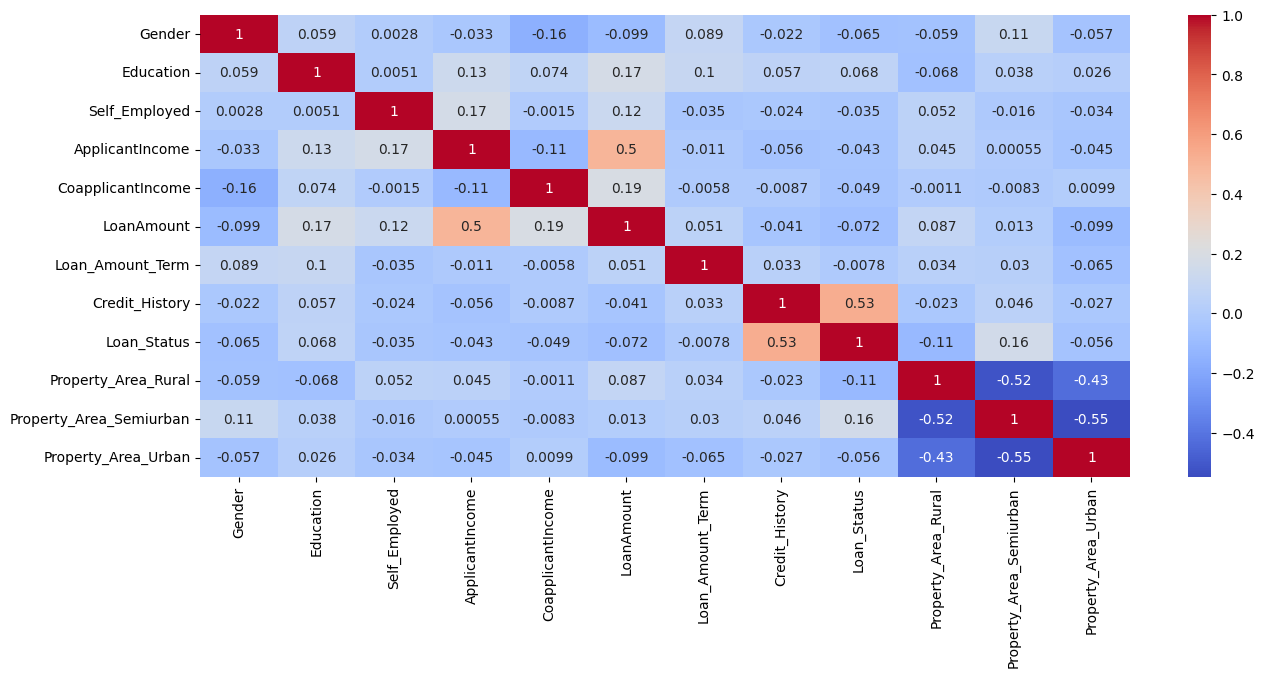 Gender 1 0.059 0.0028 -0.033 -0.16 -0.099 0.089 -0.022 -0.065 -0.059 0.11 -0.057
Education 0.059 1 0.0051 0.13 0.074 0.17 0.1 0.057 0.068 -0.068 0.038 0.026
Self_Employed 0.0028 0.0051 1 0.17 -0.0015 0.12 -0.035 -0.024 -0.035 0.052 -0.016 -0.034
ApplicantIncome -0.033 0.13 0.17 1 -0.11 0.5 -0.011 -0.056 -0.043 0.045 0.00055 -0.045
CoapplicantIncome -0.16 0.074 -0.0015 -0.11 1 0.19 -0.0058 -0.0087 -0.049 -0.0011 -0.0083 0.0099
LoanAmount -0.099 0.17 0.12 0.5 0.19 1 0.051 -0.041 -0.072 0.087 0.013 -0.099
Loan_Amount_Term 0.089 0.1 -0.035 -0.011 -0.0058 0.051 1 0.033 -0.0078 0.034 0.03 -0.065
Credit_History -0.022 0.057 -0.024 -0.056 -0.0087 -0.041 0.033 1 0.53 -0.023 0.046 -0.027
Loan_Status -0.065 0.068 -0.035 -0.043 -0.049 -0.072 -0.0078 0.53 1 -0.11 0.16 -0.056
Property_Area_Rural -0.059 -0.068 0.052 0.045 -0.0011 0.087 0.034 -0.023 -0.11 1 -0.52 -0.43
Property_Area_Semiurban 0.11 0.038 -0.016 0.00055 -0.0083 0.013 0.03 0.046 0.16 -0.52 1 -0.55
Property_Area_Urban -0.057 0.026 -0.034 -0.045 0.0099 -0.099 -0.065 -0.027 -0.056 -0.43 -0.55 1
Gender
Education
Self_Employed
ApplicantIncome
CoapplicantIncome
LoanAmount
Loan_Amount_Term
Credit_History
Loan_Status
Property_Area_Rural
Property_Area_Semiurban
Property_Area_Urban
1.0
0.8
0.6
0.4
0.2
0.0
−0.2
−0.4